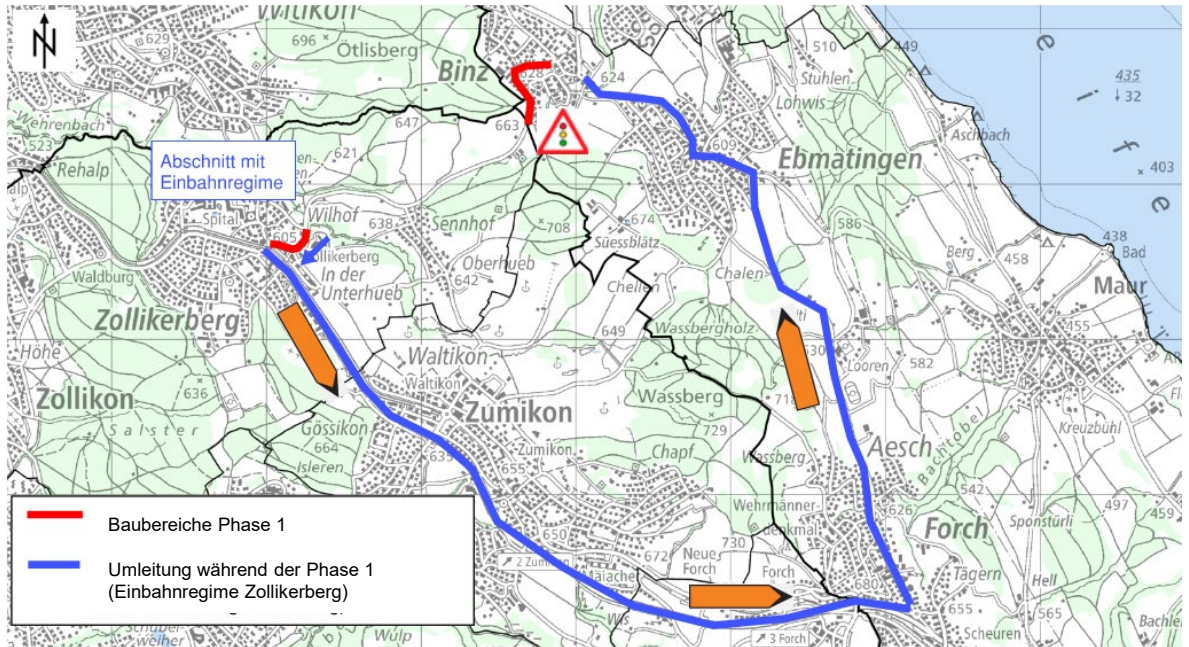 N
Witikon
629
696
Ötlisberg
Binz
628
624
510
449
Stuhlen
Lohwis
435
32
e
i
f
e
e
Wehrenbach
523
647
663
609
Aschbach
Rehalp
Abschnitt mit
Einbahnregime
621
Ebmatingen
403
Spital
Wilhof
638
Sennhof
674
586
605
708
Süessblätz
438
Bad
Zollikerberg
Oberhueb
Berg
458
Waldburg
In der
Unterhueb
642
Chellen
Chalen
Maur
Zollikerberg
649
Wassbergholz
630
455
Höhe
Waltikon
Waltikon
582
Looren
Zollikon
636
Zumikon
Wassberg
718
Salster
Gössikon
729
Kreuzbühl
664
Zumikon
Chapf
Wassberg
Aesch
Bachtobel
Isleren
635
655
542
497
459
Wehrmänner-
denkmal
626
Sponstürli
Baubereiche Phase 1
650
730
Forch
672
Neue
Forch
Forch
2 Zumikon
Maiacher
680
Tägern
Hell
Umleitung während der Phase 1
(Einbahnregime Zollikerberg)
655
565
Wis
weiher
Wulp
3 Forch
Scheuren